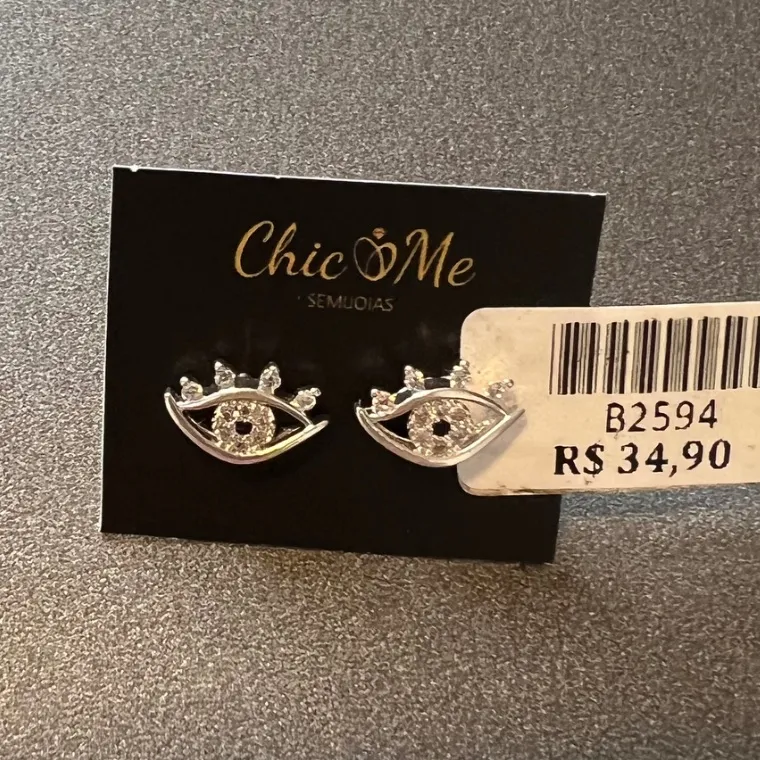 Chic Me
SEMIJOIAS
B2594
R$ 34,90